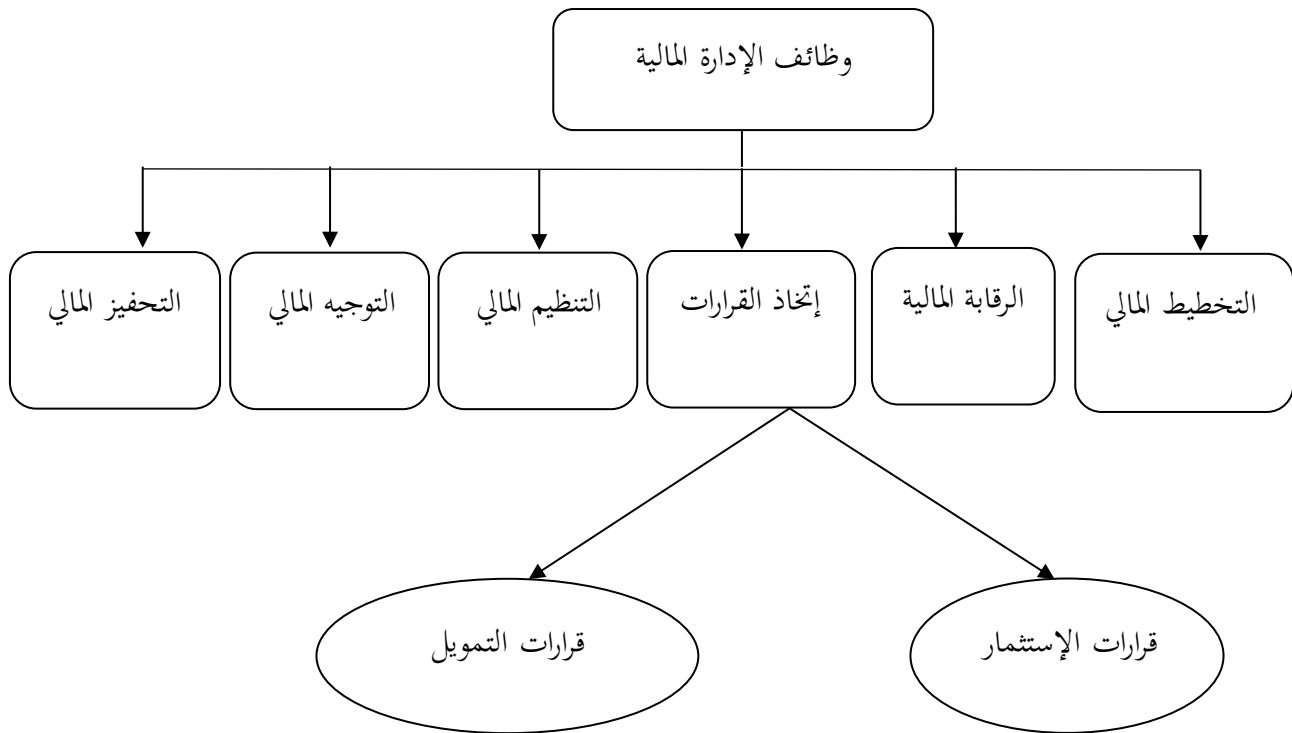 وظائف الإدارة المالية
التخطيط المالي
الرقابة المالية
إتخاذ القرارات
التنظيم المالي
التوجيه المالي
التحفيز المالي
قرارات الإستثمار
قرارات التمويل